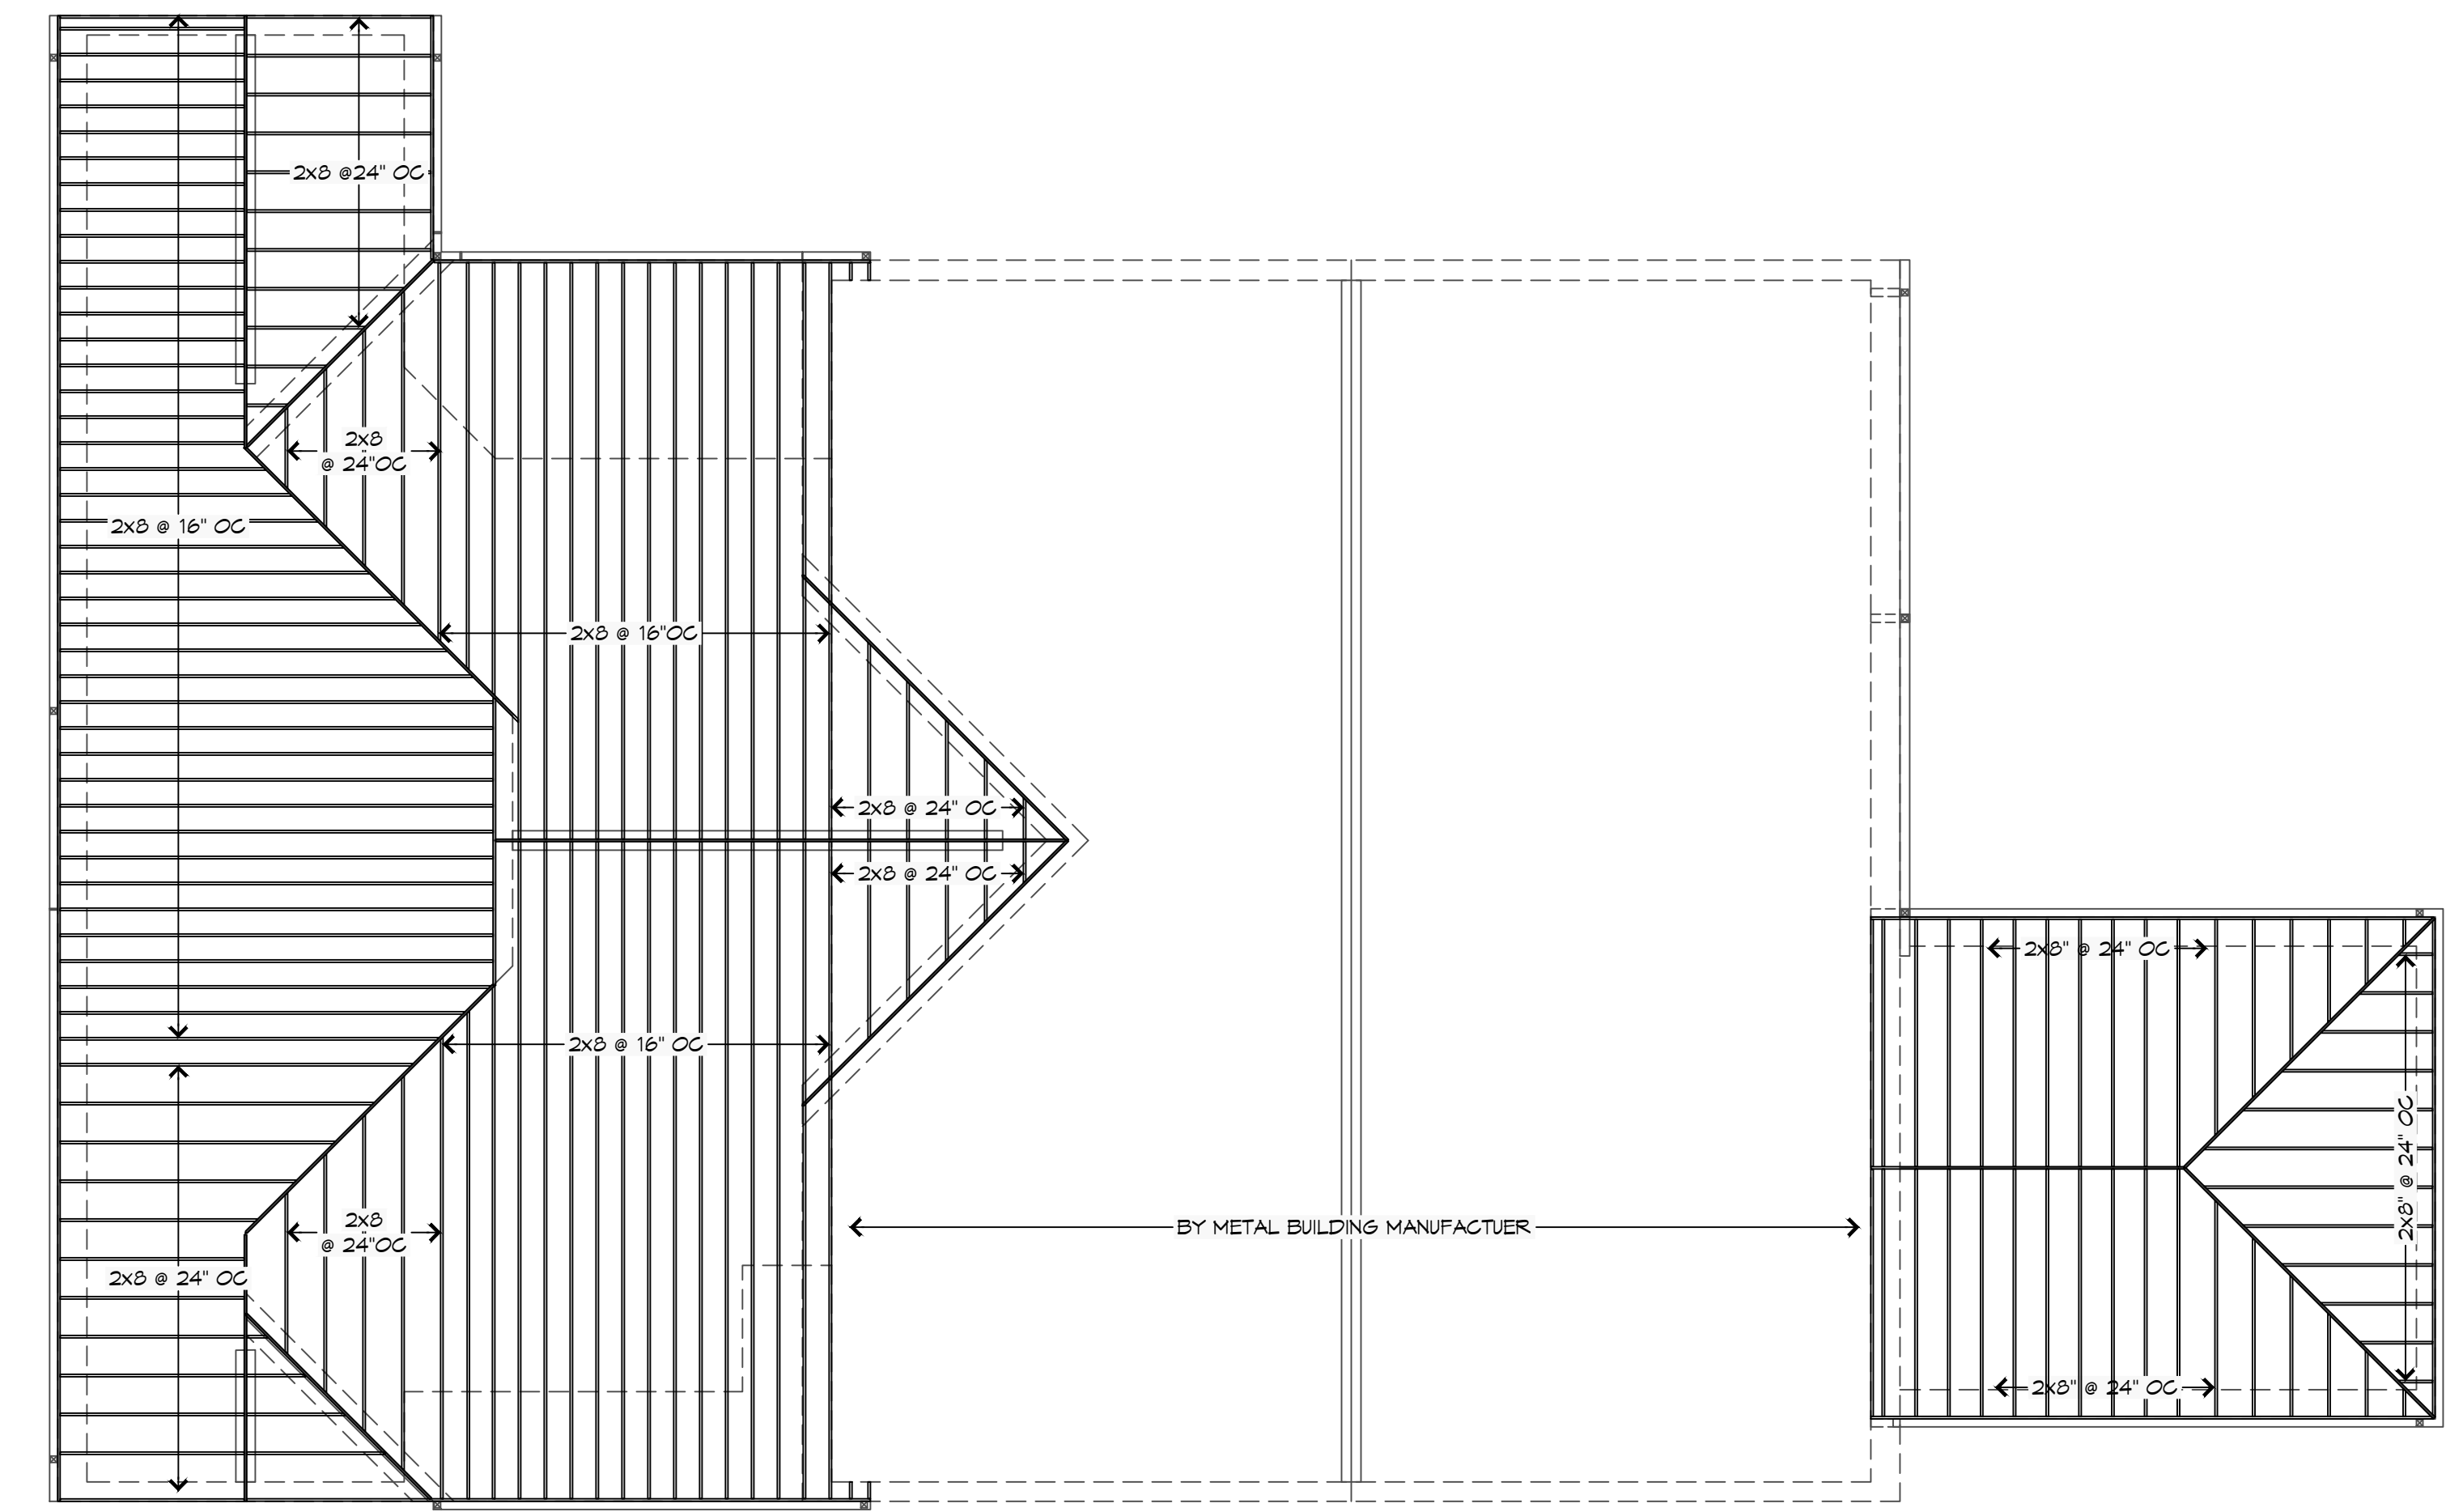 2x8 @24" OC
2x8
@ 24"OC
2x8 @ 16" OC
2x8 @ 16"OC
2x8 @ 24" OC
2x8 @ 24" OC
2x8" @ 24" OC
2x8 @ 16" OC
2x8" @ 24" OC
2x8
@ 24"OC
BY METAL BUILDING MANUFACTUER
2x8 @ 24" OC
2x8" @ 24" OC